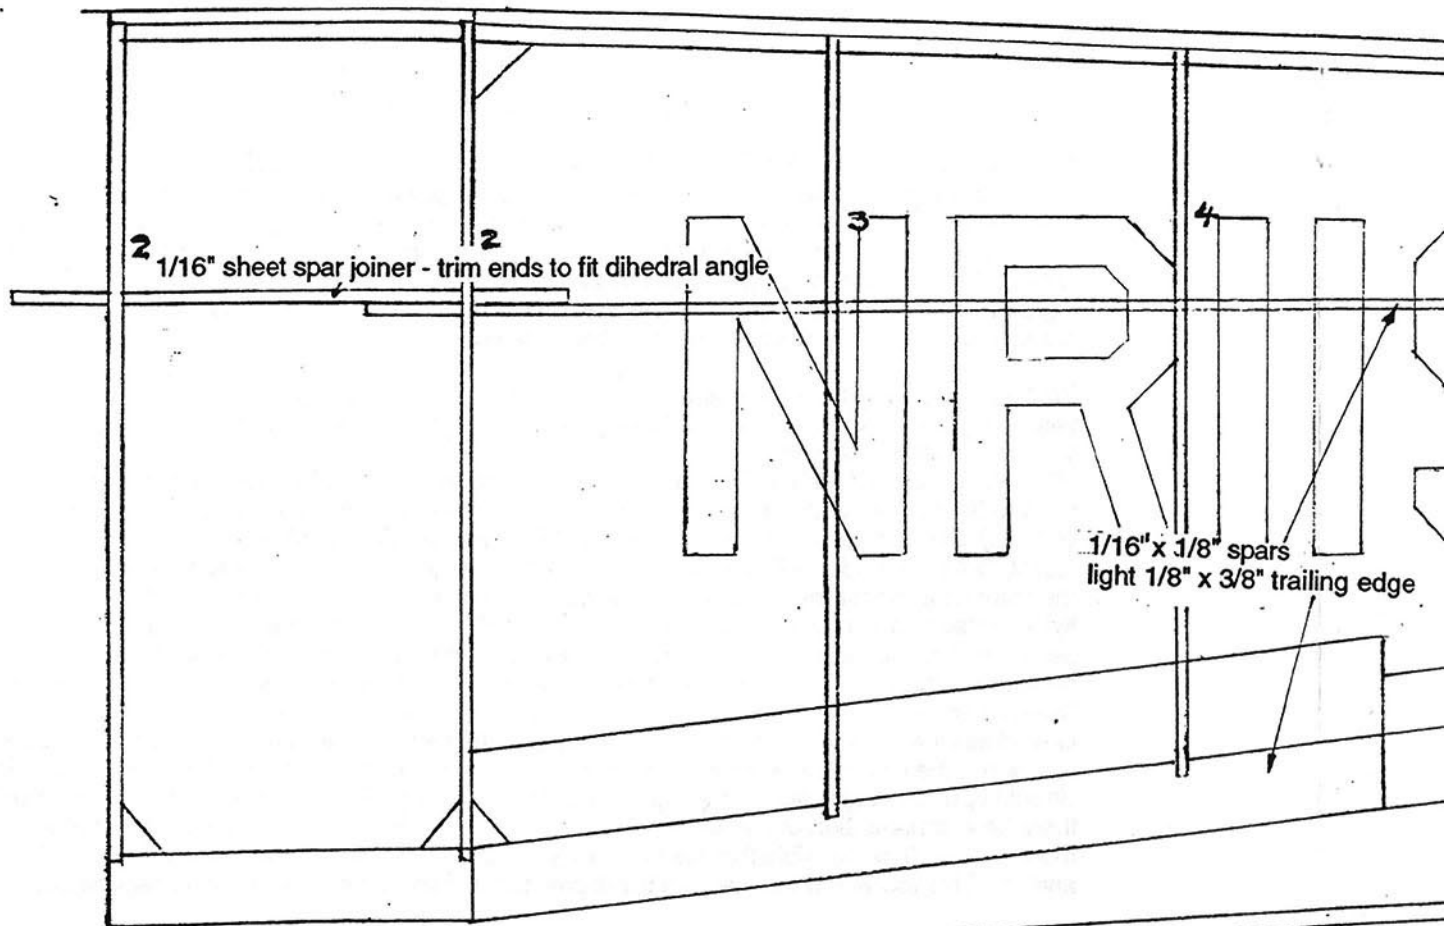 2
2
3
4
1/16" sheet spar joiner - trim ends to fit dihedral angle
NR11
1/16" x 1/8" spars
light 1/8" x 3/8" trailing edge